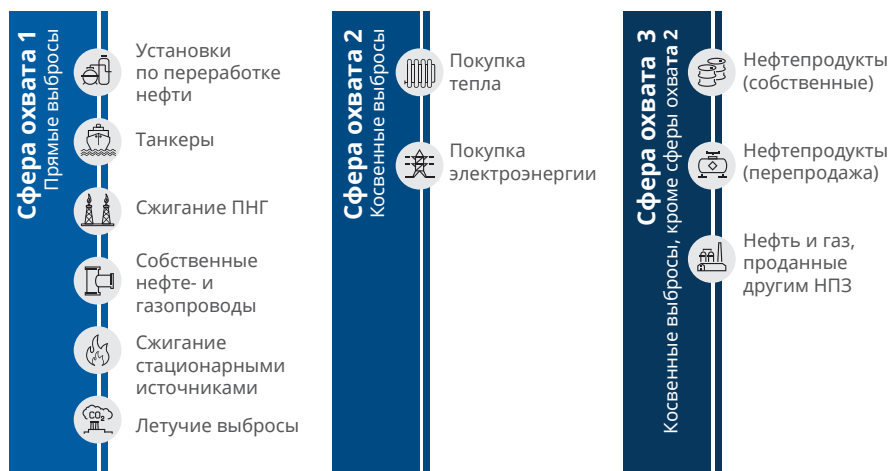 Сфера охвата 1
Прямые выбросы
Установки
по переработке
нефти
Танкеры
Сжигание ПНГ
Собственные
нефте- и
газопроводы
Сжигание
стационарными
источниками
CO₂
Летучие выбросы
Сфера охвата 2
Косвенные выбросы
Покупка
тепла
Покупка
электроэнергии
Сфера охвата 3
Косвенные выбросы, кроме сферы охвата 2
Нефтепродукты
(собственные)
Нефтепродукты
(перепродажа)
Нефть и газ,
проданные
другим НПЗ